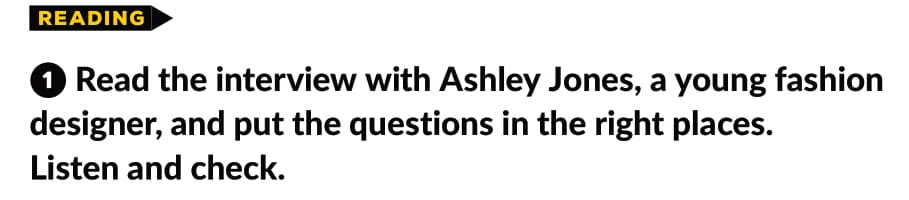 READING
1 Read the interview with Ashley Jones, a young fashion
designer, and put the questions in the right places.
Listen and check.